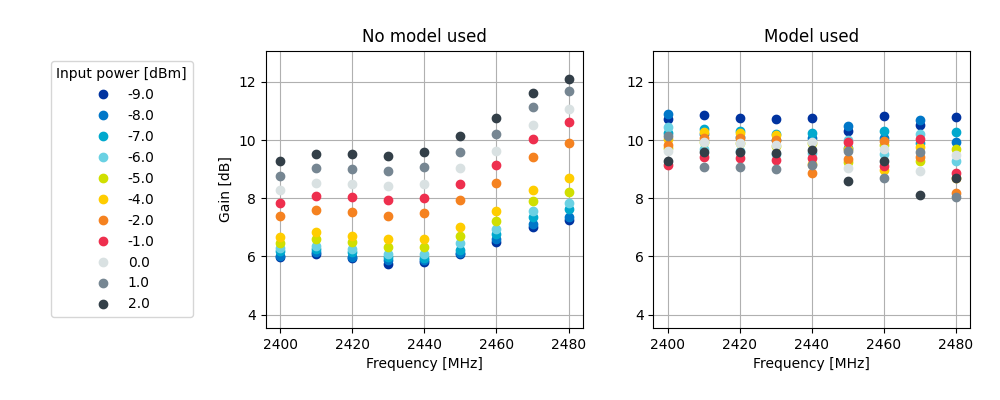 No model used
Model used
Input power [dBm]
-9.0
-8.0
-7.0
-6.0
-5.0
-4.0
-2.0
-1.0
0.0
1.0
2.0
Gain [dB]
12
10
8
6
4
2400 2420 2440 2460 2480
Frequency [MHz]
12
10
8
6
4
2400 2420 2440 2460 2480
Frequency [MHz]